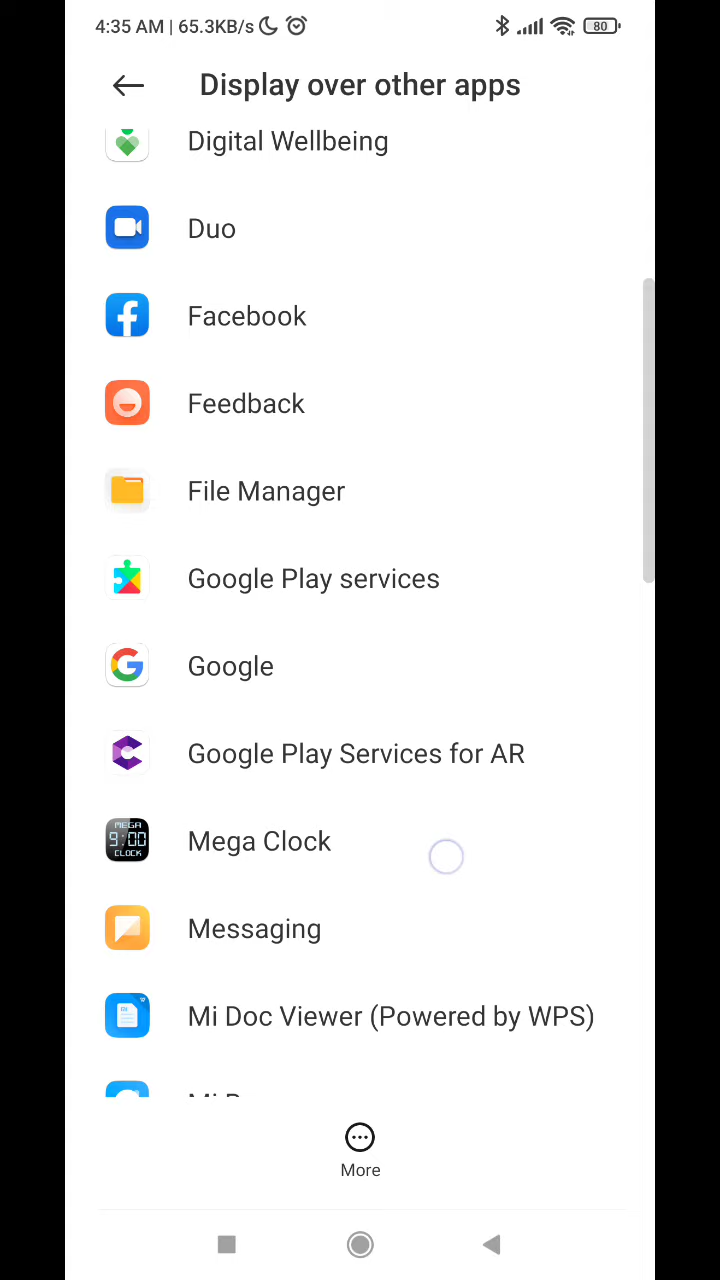 4:35 AM | 65.3KB/s
80
Display over other apps
Digital Wellbeing
Duo
Facebook
Feedback
File Manager
Google Play services
Google
Google Play Services for AR
MEGA
9:00
CLOCK
Mega Clock
Messaging
Mi Doc Viewer (Powered by WPS)
More